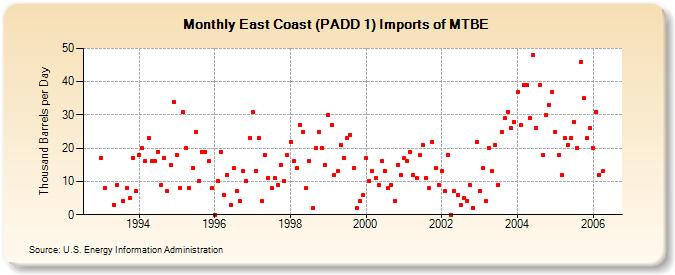 Monthly East Coast (PADD 1) Imports of MTBE
Thousand Barrels per Day
50
40
30
20
10
0
1994 1996 1998 2000 2002 2004 2006
Source: U.S. Energy Information Administration